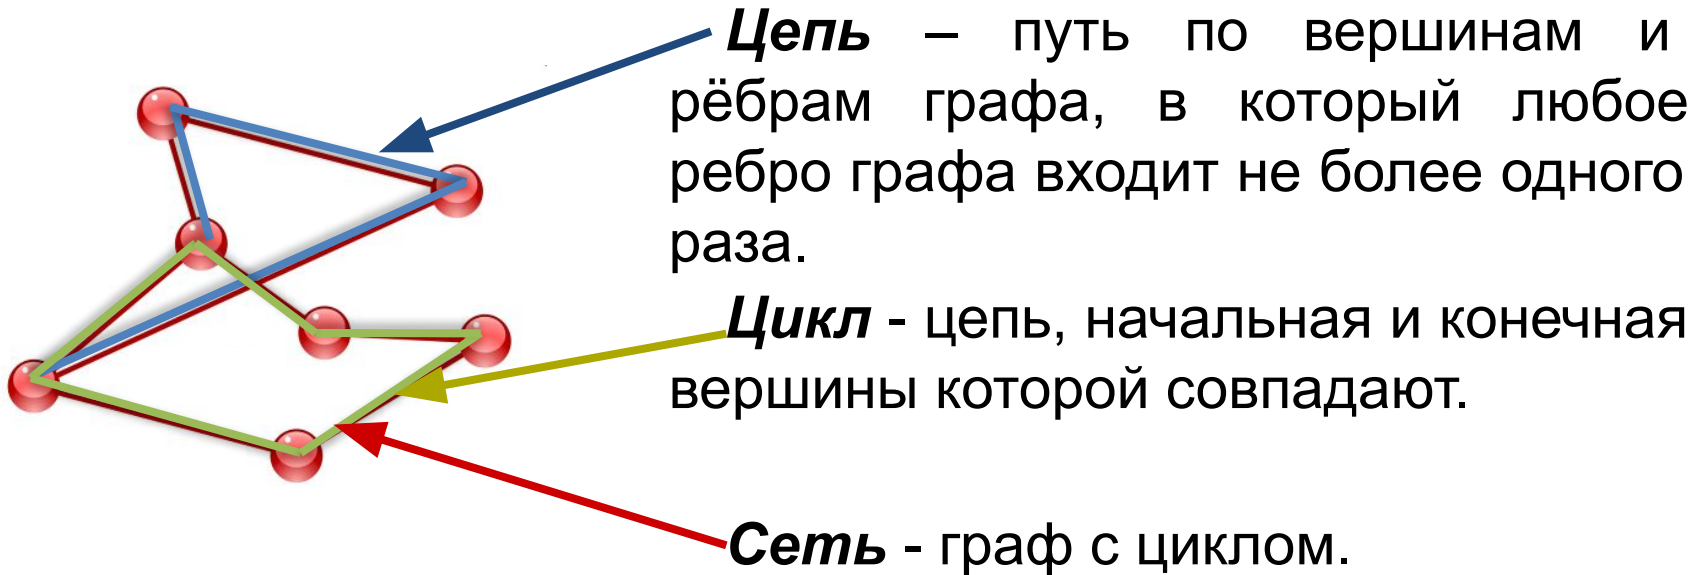 Цепь – путь по вершинам и
рёбрам графа, в который любое
ребро графа входит не более одного
раза.
Цикл - цепь, начальная и конечная
вершины которой совпадают.
Сеть - граф с циклом.